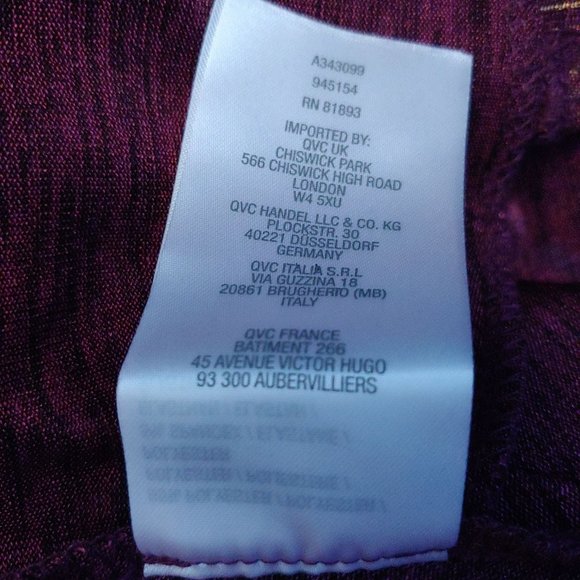 A343099
945154
RN 81893
IMPORTED BY:
QVC UK
CHISWICK PARK
566 CHISWICK HIGH ROAD
LONDON
W4 5XU
QVC HANDEL LLC & CO. KG
PLOCKSTR. 30
40221 DÜSSELDORF
GERMANY
QVC ITALIA S.R.L
VIA GUZZINA 18
20861 BRUGHERIO (MB)
ITALY
QVC FRANCE
BATIMENT 266
45 AVENUE VICTOR HUGO
93 300 AUBERVILLIERS